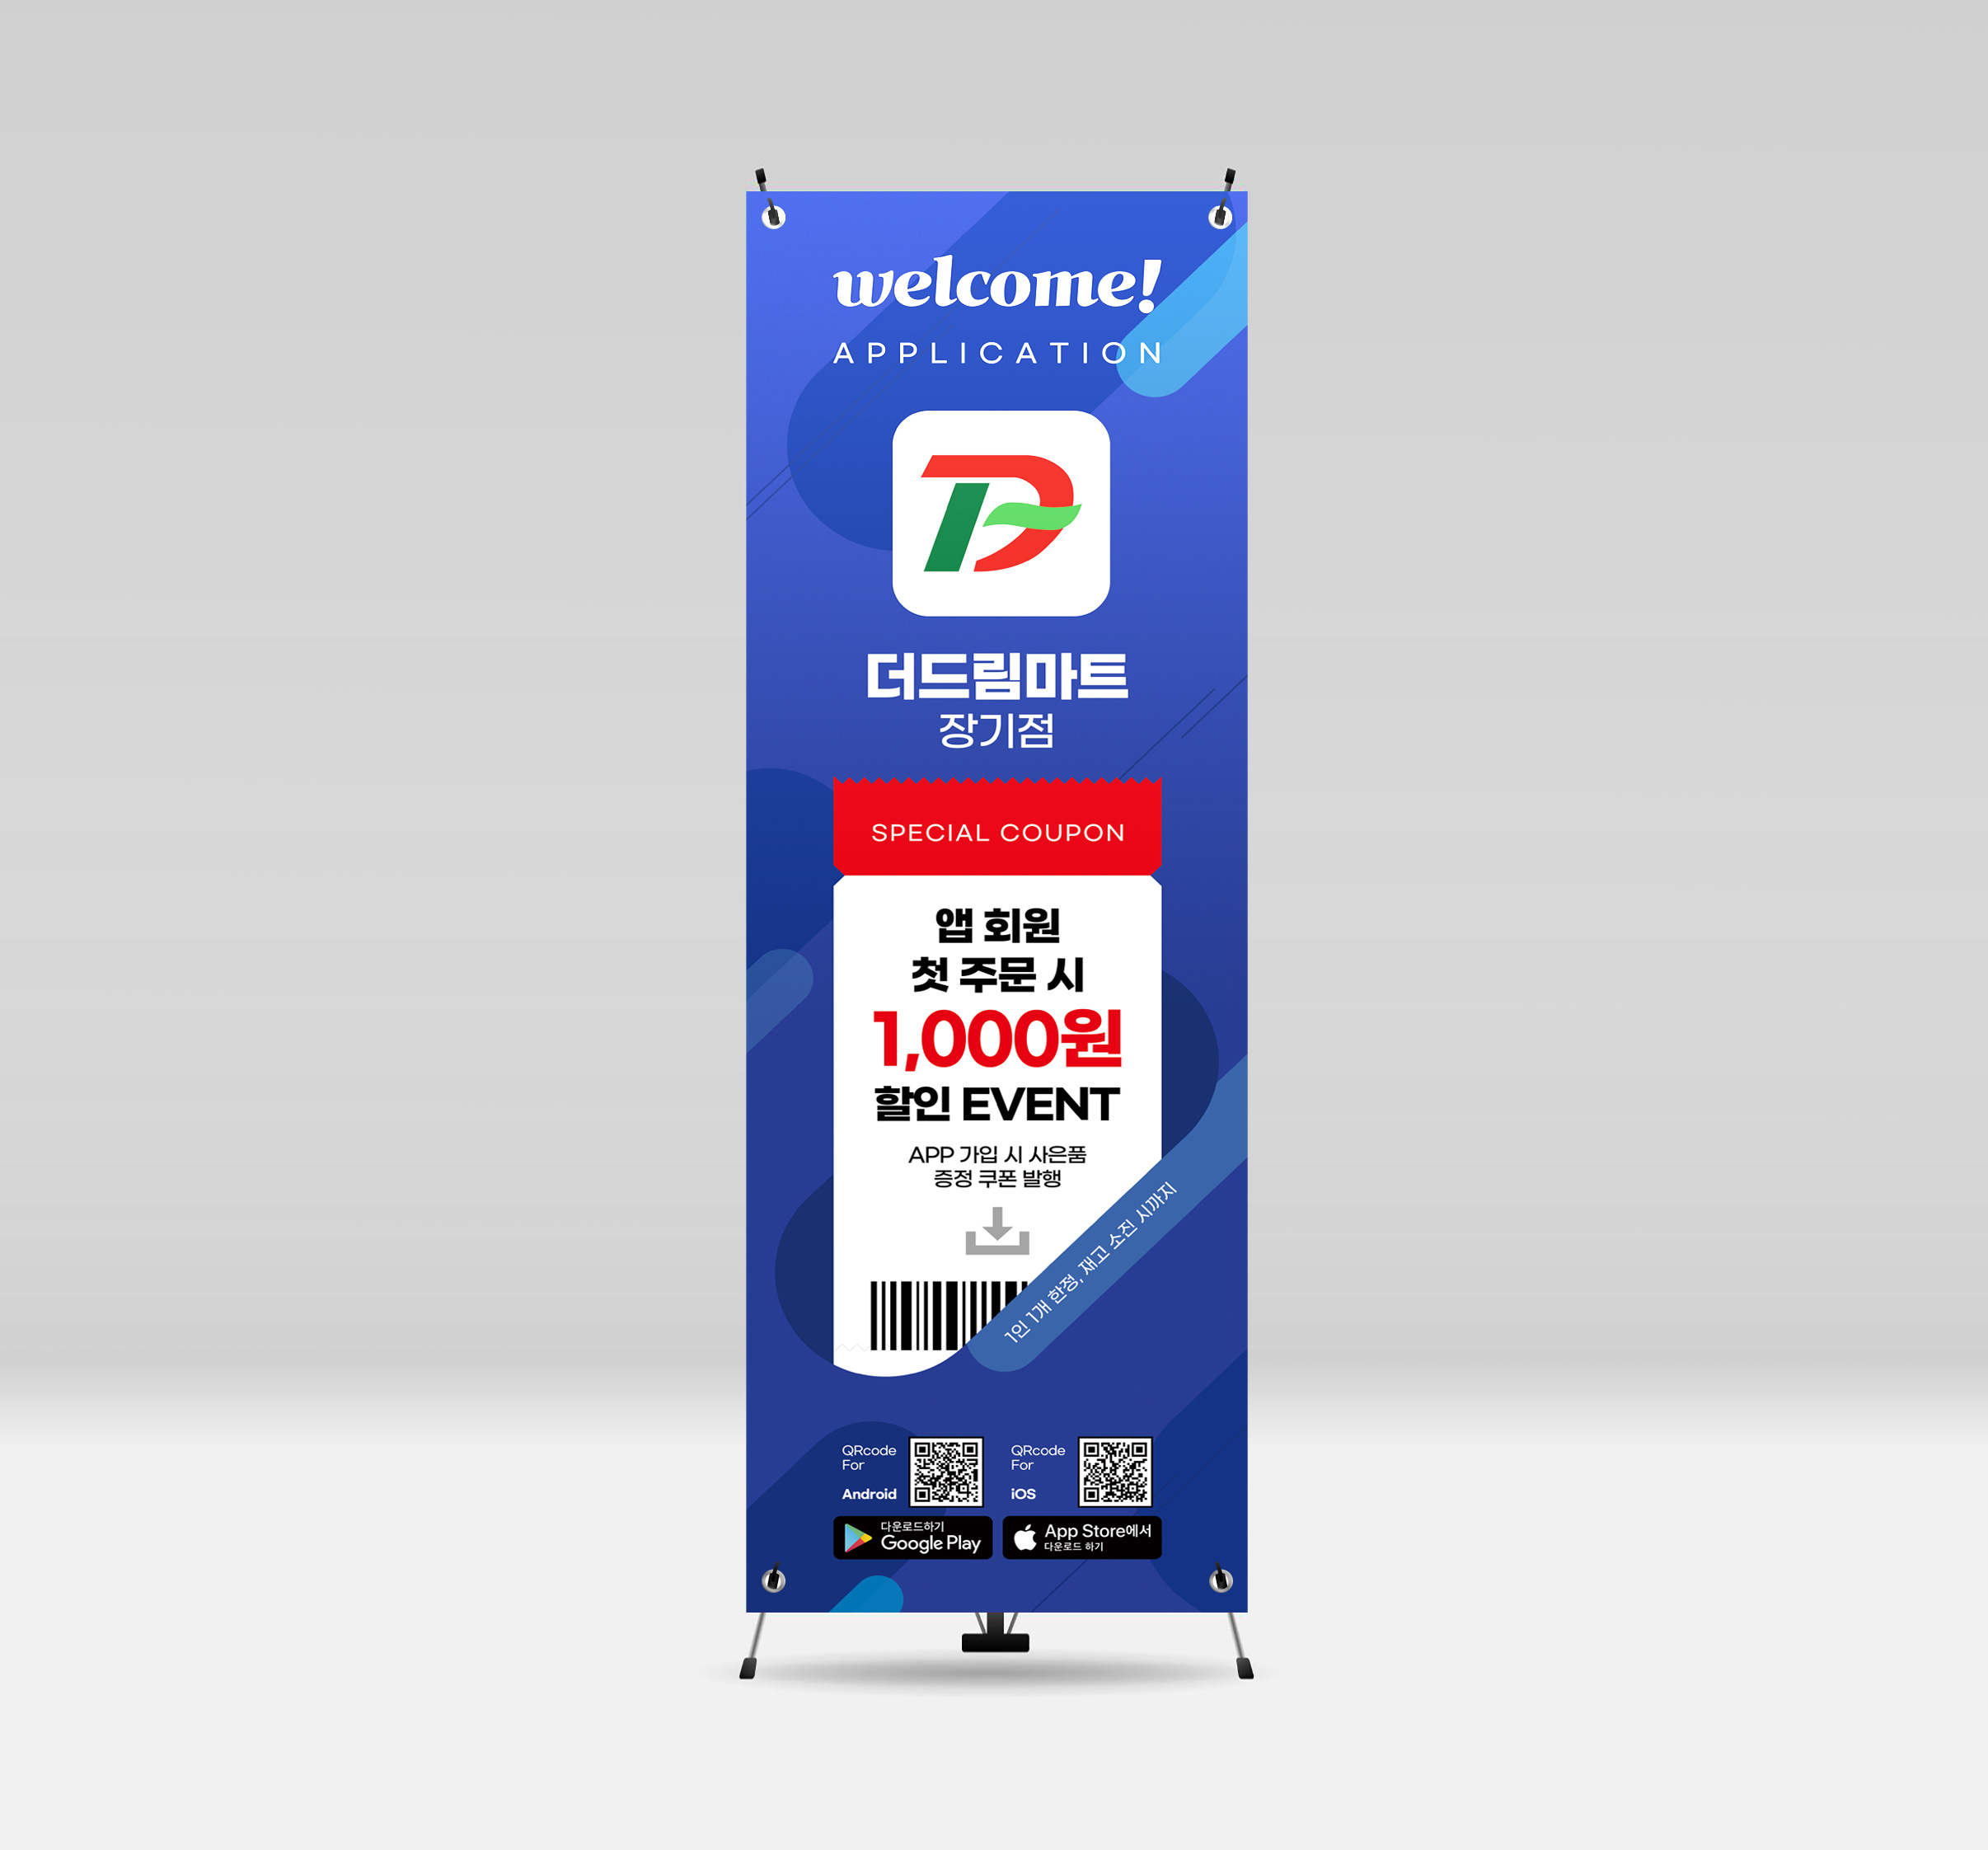 welcome!
APPLICATION
더드림마트
장기점
SPECIAL COUPON
앱 회원
첫 주문 시
1,000원
할인 EVENT
APP 가입 시 사은품
증정 쿠폰 발행
1인 1개 한정, 재고 소진 시까지
QRcode
For
Android
QRcode
For
iOS
다운로드하기
Google Play
App Store에서
다운로드 하기